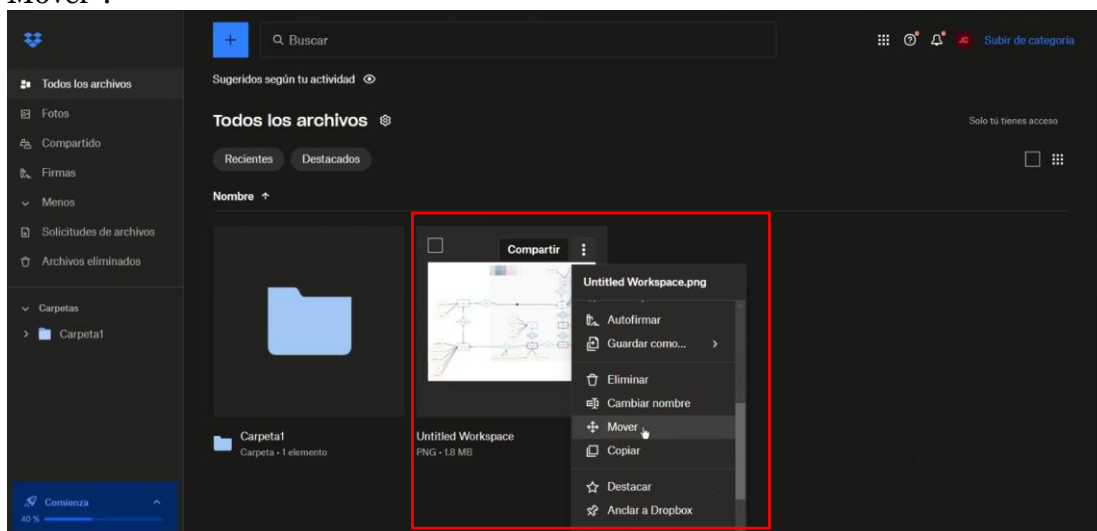 Mover".
Buscar
JC
Subir de categoría
Todos los archivos
Fotos
Compartido
Firmas
Menos
Solicitudes de archivos
Archivos eliminados
Carpetas
Carpeta1
Comienza
40 %
Sugeridos según tu actividad
Todos los archivos
Solo tú tienes acceso
Recientes
Destacados
Nombre
Carpeta1
Carpeta • 1 elemento
Compartir
Untitled Workspace
PNG • 1.8 MB
Untitled Workspace.png
Autofirmar
Guardar como...
Eliminar
Cambiar nombre
Mover
Copiar
Destacar
Anclar a Dropbox